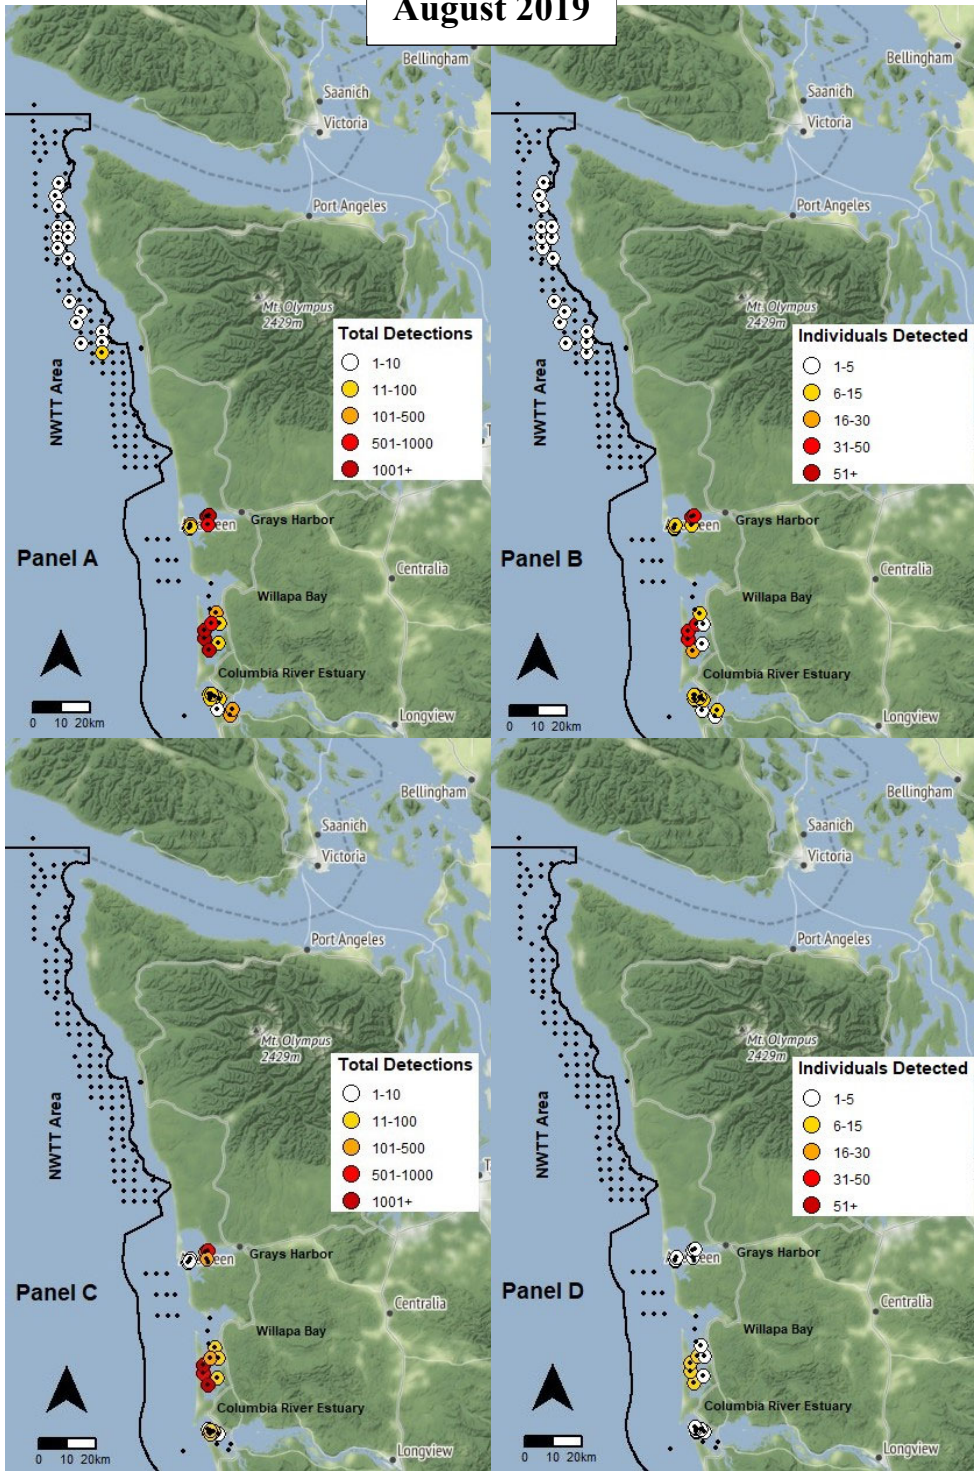 August 2019
Bellingham
Saanich
Victoria
Port Angeles
Mt. Olympus
2429m
Total Detections
1-10
11-100
101-500
501-1000
1001+
NWTT Area
Grays Harbor
Panel A
Centralia
Willapa Bay
Columbia River Estuary
0 10 20km
Longview
Bellingham
Saanich
Victoria
Port Angeles
Mt. Olympus
2429m
Individuals Detected
1-5
6-15
16-30
31-50
51+
NWTT Area
Grays Harbor
Panel B
Centralia
Willapa Bay
Columbia River Estuary
0 10 20km
Longview
Bellingham
Saanich
Victoria
Port Angeles
Mt. Olympus
2429m
Total Detections
1-10
11-100
101-500
501-1000
1001+
NWTT Area
Grays Harbor
Panel C
Centralia
Willapa Bay
Columbia River Estuary
0 10 20km
Longview
Bellingham
Saanich
Victoria
Port Angeles
Mt. Olympus
2429m
Individuals Detected
1-5
6-15
16-30
31-50
51+
NWTT Area
Grays Harbor
Panel D
Centralia
Willapa Bay
Columbia River Estuary
0 10 20km
Longview